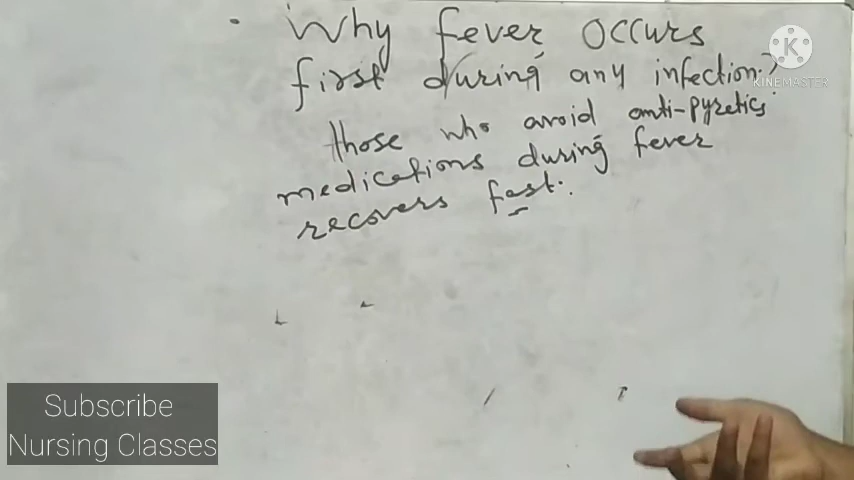 Why fever occurs
first during any infection?
those who avoid anti-pyretics
medications during fever
recovers fast.
KINEMASTER
Subscribe
Nursing Classes